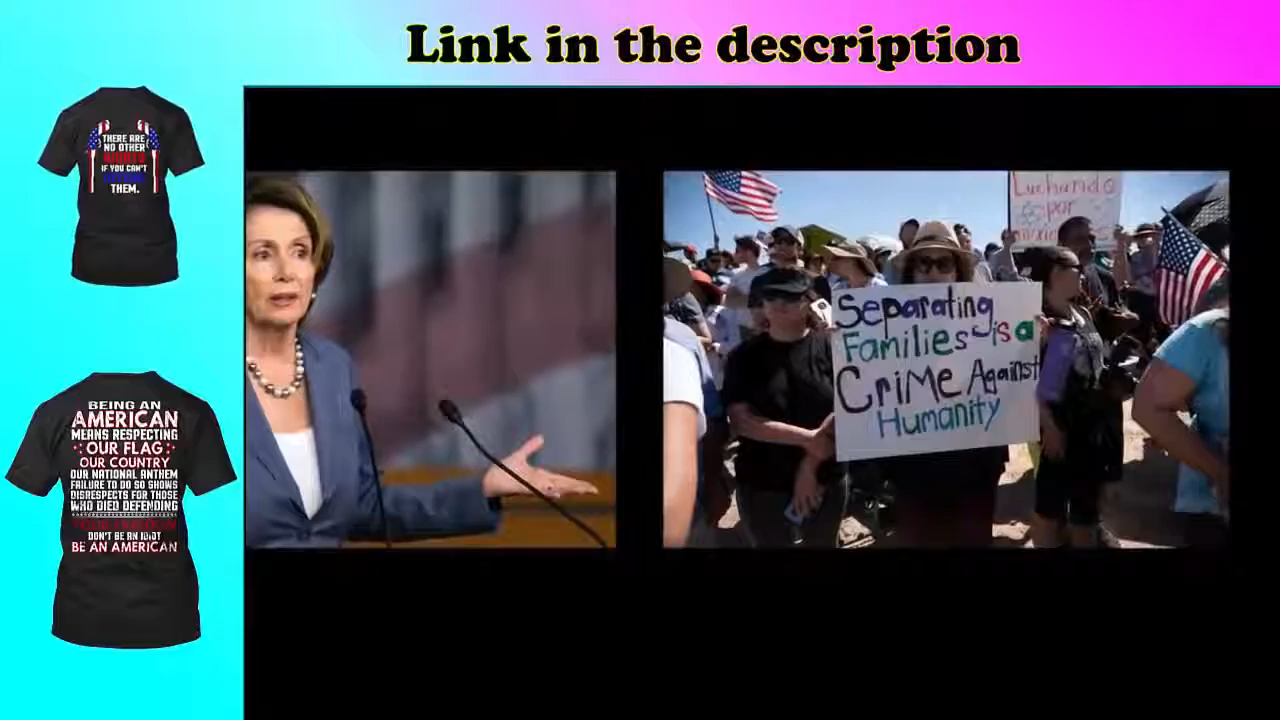 Link in the description
THERE ARE
NO OTHER
RIGHTS
IF YOU CAN'T
THEM.
BEING AN
AMERICAN
MEANS RESPECTING
OUR FLAG
OUR COUNTRY
OUR NATIONAL ANTHEM
FAILURE TO DO SO SHOWS
DISRESPECTS FOR THOSE
WHO DIED DEFENDING
DON'T BE AN IDIOT
BE AN AMERICAN
Luchando
por
Separating
Families is a
CriMe Against
Humanity